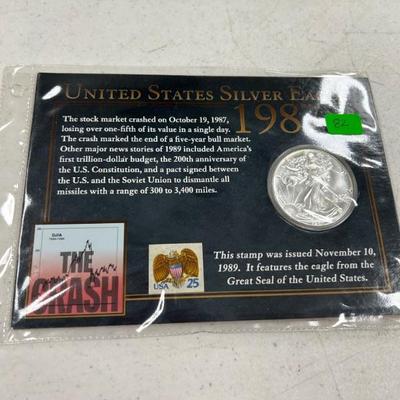 UNITED STATES SILVER EA
198
82
The stock market crashed on October 19, 1987,
losing over one-fifth of its value in a single day.
The crash marked the end of a five-year bull market.
Other major news stories of 1989 included America's
first trillion-dollar budget, the 200th anniversary of
the U.S. Constitution, and a pact signed between
the U.S. and the Soviet Union to dismantle all
missiles with a range of 300 to 3,400 miles.
DJIA
THE
CRASH
USA 25
This stamp was issued November 10,
1989. It features the eagle from the
Great Seal of the United States.